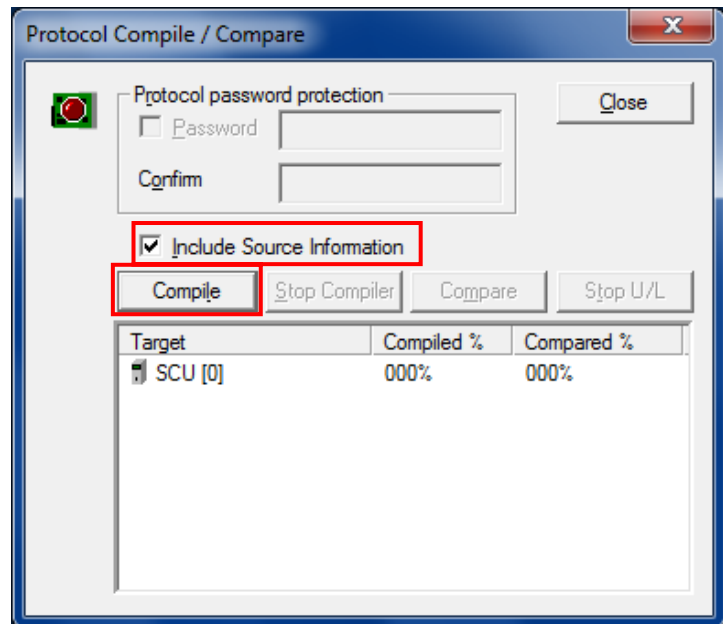 Protocol Compile / Compare
Protocol password protection
Close
Password
Confirm
Include Source Information
Compile Stop Compiler Compare Stop U/L
Target Compiled % Compared %
SCU [0] 000% 000%